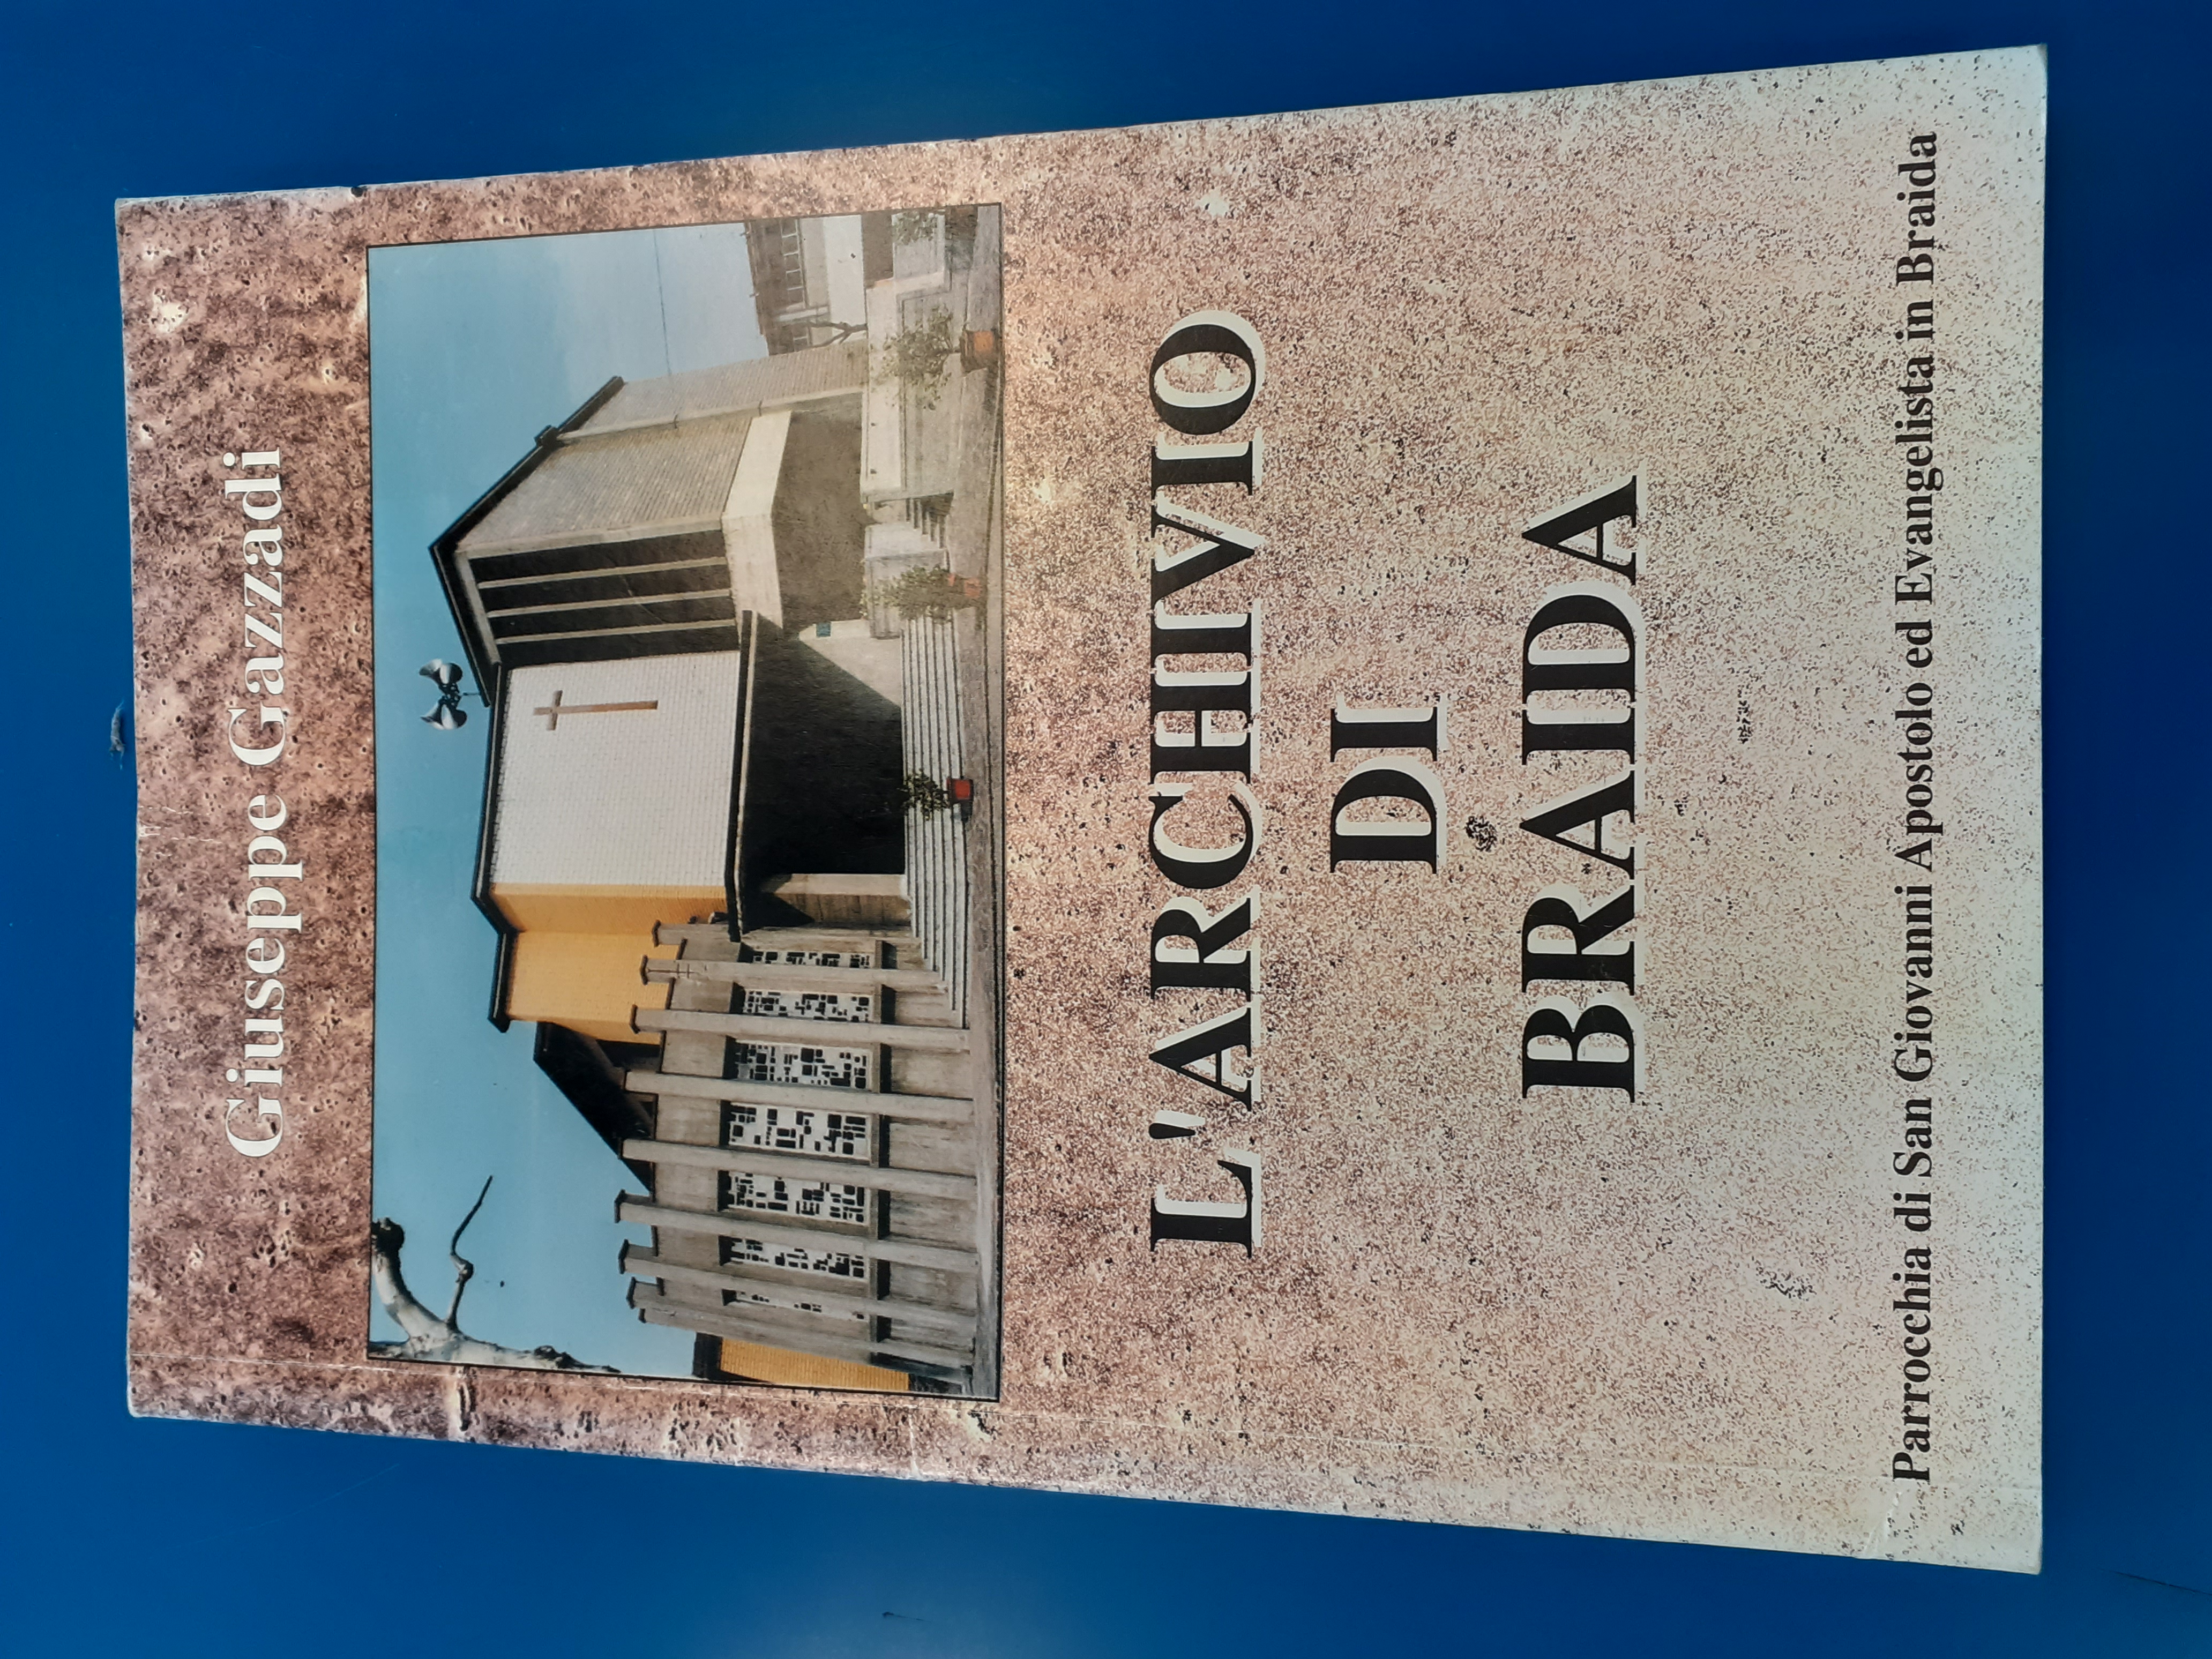 Giuseppe Gazzadi
L'ARCHIVIO
DI
BRAIDA
Parrocchia di San Giovanni Apostolo ed Evangelista in Braida